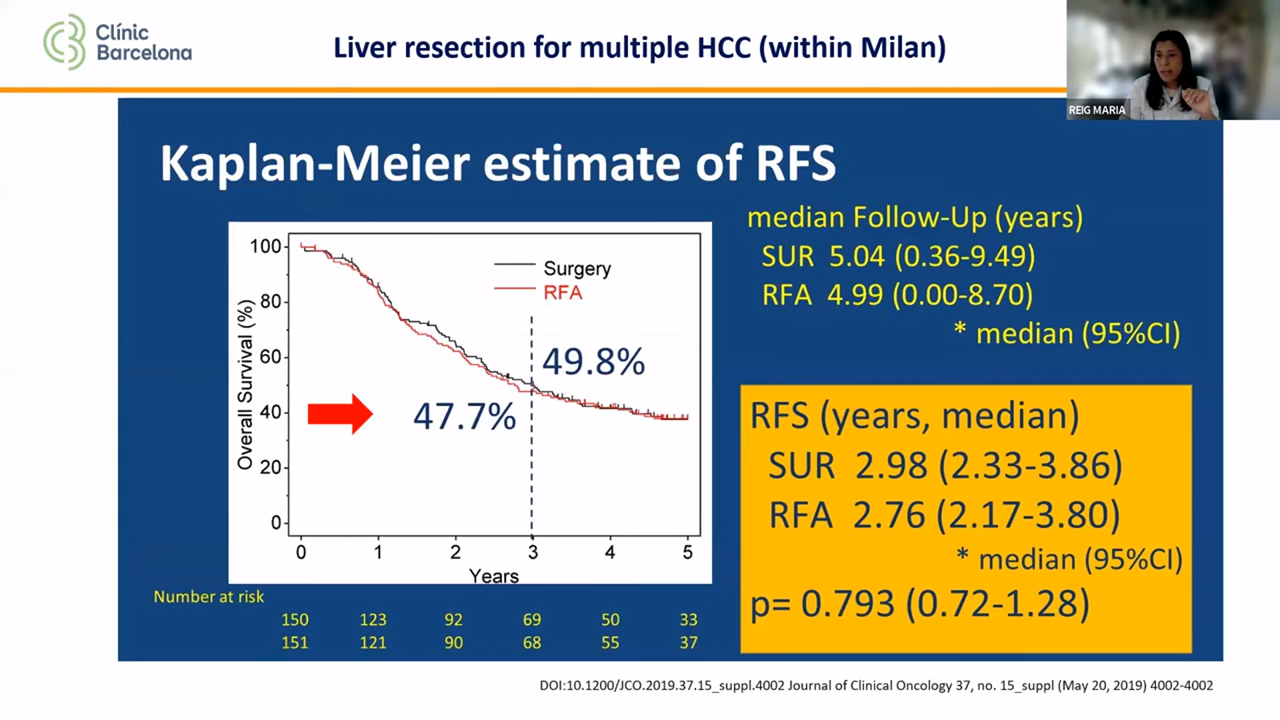 Clínic
Barcelona
Liver resection for multiple HCC (within Milan)
REIG MARIA
Kaplan-Meier estimate of RFS
median Follow-Up (years)
SUR 5.04 (0.36-9.49)
RFA 4.99 (0.00-8.70)
* median (95%CI)
Overall Survival (%)
100
80
60
40
20
0
Surgery
RFA
49.8%
47.7%
0 1 2 3 4 5
Years
RFS (years, median)
SUR 2.98 (2.33-3.86)
RFA 2.76 (2.17-3.80)
* median (95%CI)
p= 0.793 (0.72-1.28)
Number at risk
150 123 92 69 50 33
151 121 90 68 55 37
DOI:10.1200/JCO.2019.37.15_suppl.4002 Journal of Clinical Oncology 37, no. 15_suppl (May 20, 2019) 4002-4002